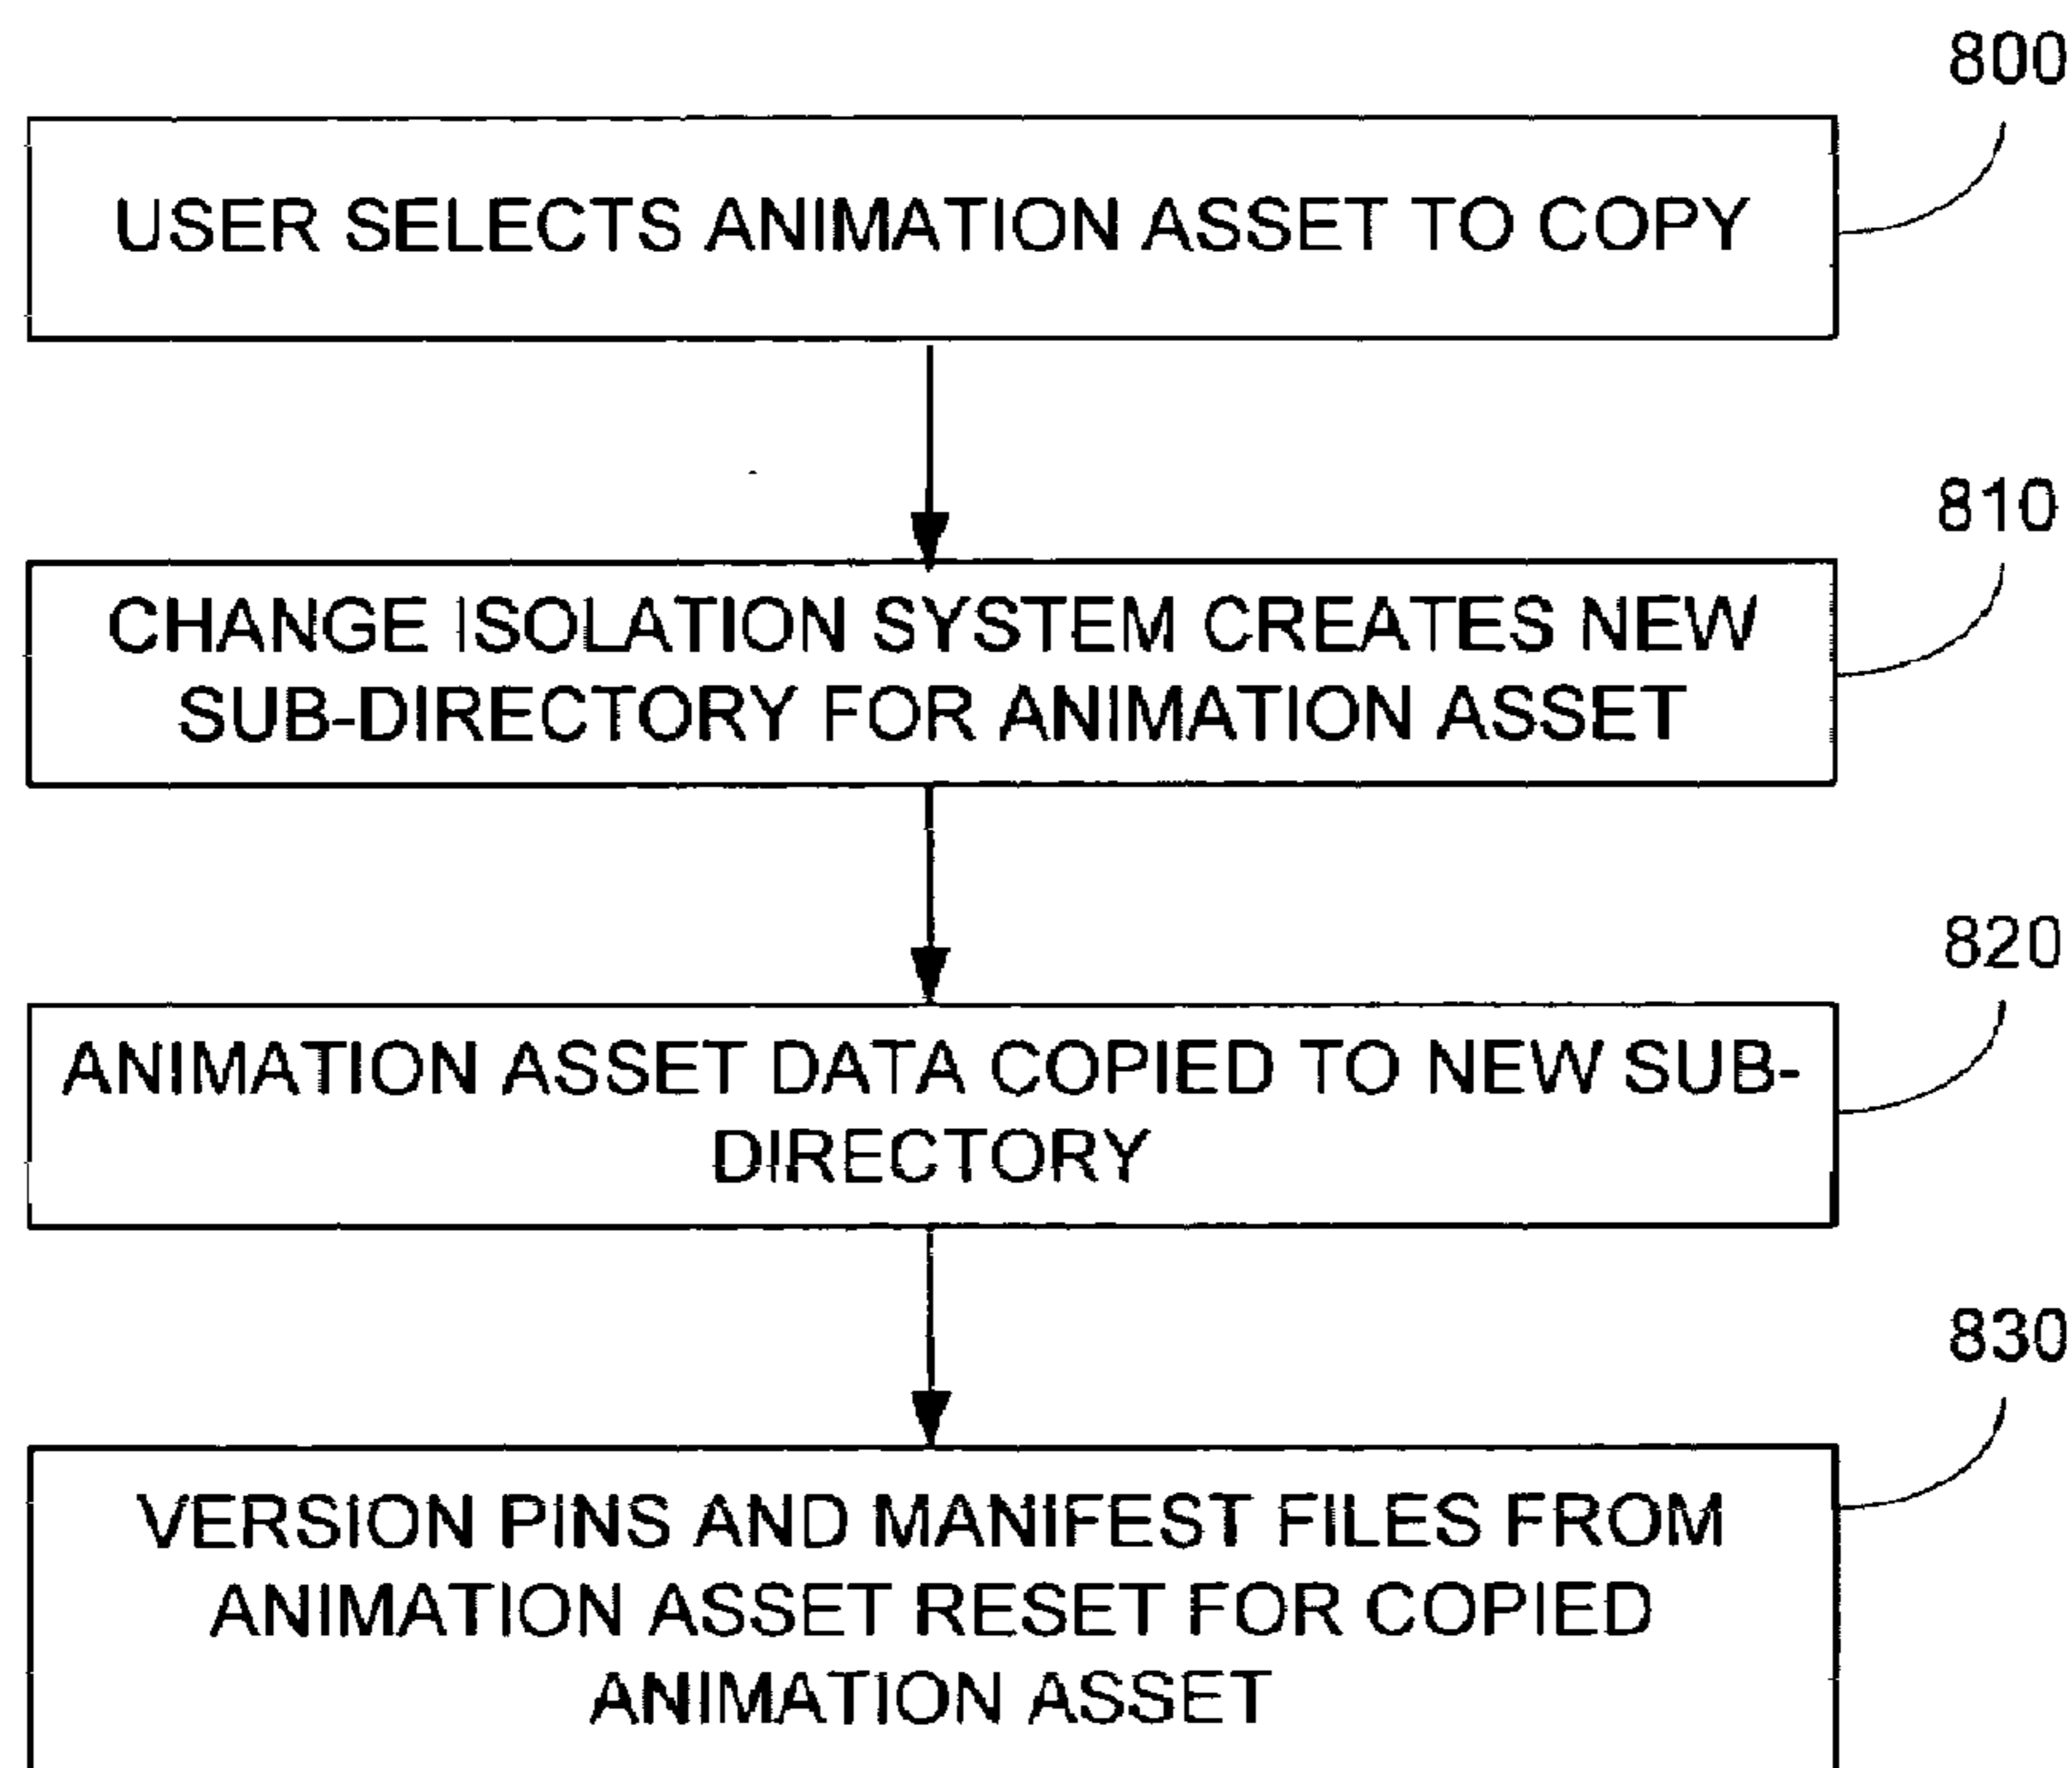 800
USER SELECTS ANIMATION ASSET TO COPY
810
CHANGE ISOLATION SYSTEM CREATES NEW
SUB-DIRECTORY FOR ANIMATION ASSET
820
ANIMATION ASSET DATA COPIED TO NEW SUB-
DIRECTORY
830
VERSION PINS AND MANIFEST FILES FROM
ANIMATION ASSET RESET FOR COPIED
ANIMATION ASSET